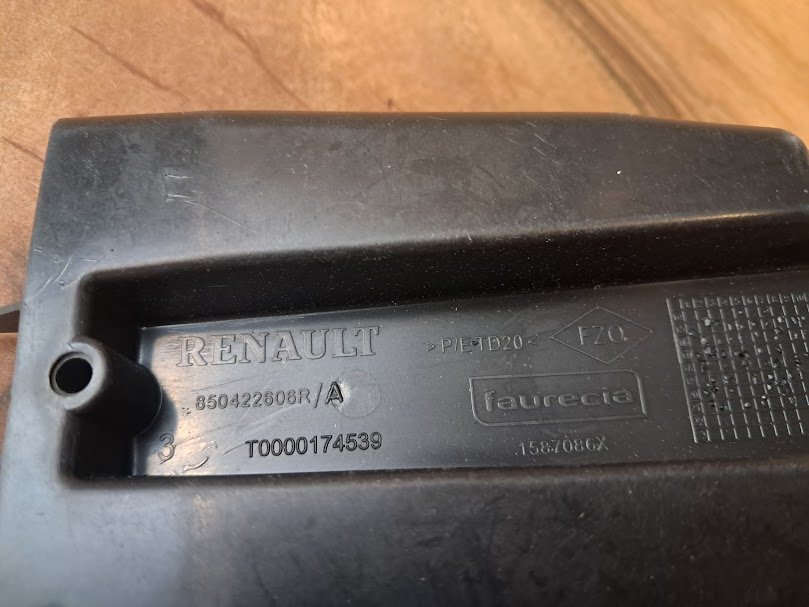 RENAULT
>P/E-TD20<
FZQ
850422606R/A
faurecia
3
T0000174539
1587086X